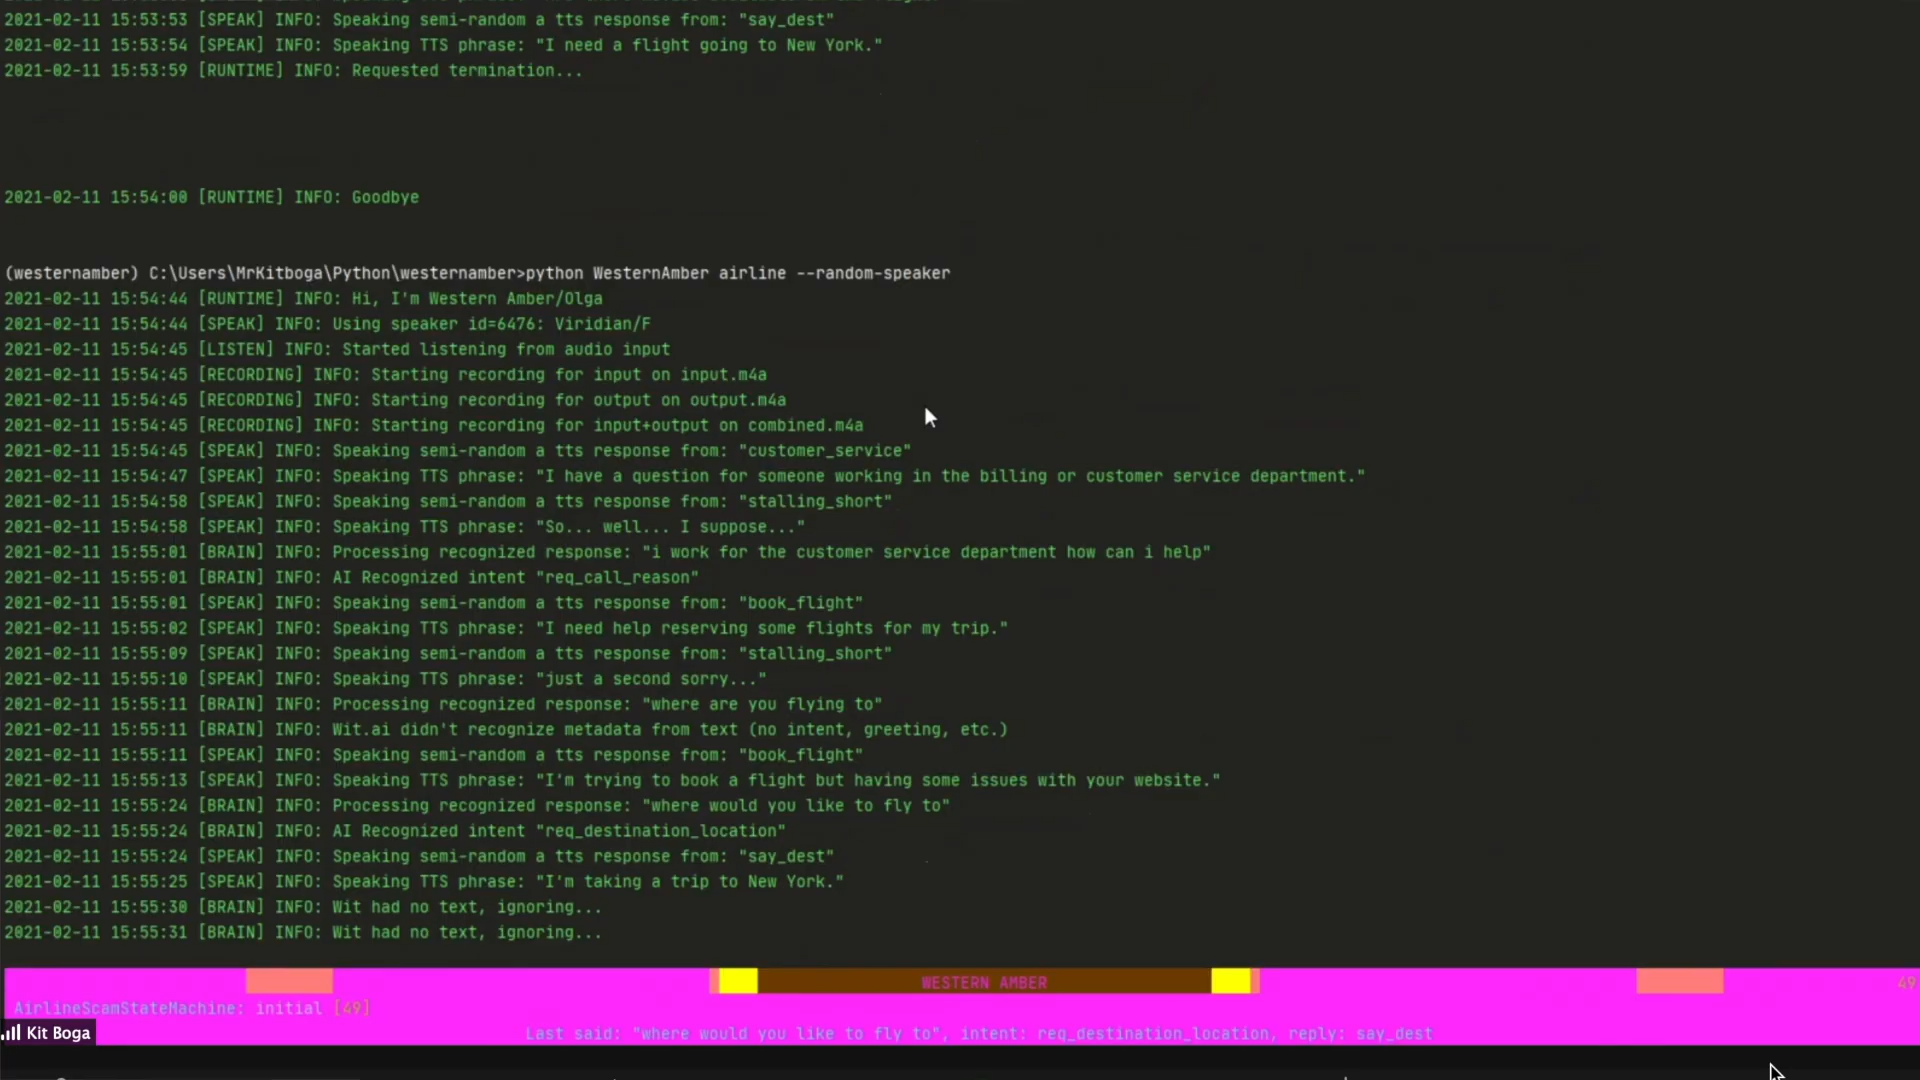 2021-02-11 15:53:53 [SPEAK] INFO: Speaking semi-random a tts response from: "say_dest"
2021-02-11 15:53:54 [SPEAK] INFO: Speaking TTS phrase: "I need a flight going to New York."
2021-02-11 15:53:59 [RUNTIME] INFO: Requested termination...
2021-02-11 15:54:00 [RUNTIME] INFO: Goodbye
(westernamber) C:\Users\MrKitboga\Python\westernamber>python WesternAmber airline --random-speaker
2021-02-11 15:54:44 [RUNTIME] INFO: Hi, I'm Western Amber/Olga
2021-02-11 15:54:44 [SPEAK] INFO: Using speaker id=6476: Viridian/F
2021-02-11 15:54:45 [LISTEN] INFO: Started listening from audio input
2021-02-11 15:54:45 [RECORDING] INFO: Starting recording for input on input.m4a
2021-02-11 15:54:45 [RECORDING] INFO: Starting recording for output on output.m4a
2021-02-11 15:54:45 [RECORDING] INFO: Starting recording for input+output on combined.m4a
2021-02-11 15:54:45 [SPEAK] INFO: Speaking semi-random a tts response from: "customer_service"
2021-02-11 15:54:47 [SPEAK] INFO: Speaking TTS phrase: "I have a question for someone working in the billing or customer service department."
2021-02-11 15:54:58 [SPEAK] INFO: Speaking semi-random a tts response from: "stalling_short"
2021-02-11 15:54:58 [SPEAK] INFO: Speaking TTS phrase: "So... well... I suppose..."
2021-02-11 15:55:01 [BRAIN] INFO: Processing recognized response: "i work for the customer service department how can i help"
2021-02-11 15:55:01 [BRAIN] INFO: AI Recognized intent "req_call_reason"
2021-02-11 15:55:01 [SPEAK] INFO: Speaking semi-random a tts response from: "book_flight"
2021-02-11 15:55:02 [SPEAK] INFO: Speaking TTS phrase: "I need help reserving some flights for my trip."
2021-02-11 15:55:09 [SPEAK] INFO: Speaking semi-random a tts response from: "stalling_short"
2021-02-11 15:55:10 [SPEAK] INFO: Speaking TTS phrase: "just a second sorry..."
2021-02-11 15:55:11 [BRAIN] INFO: Processing recognized response: "where are you flying to"
2021-02-11 15:55:11 [BRAIN] INFO: Wit.ai didn't recognize metadata from text (no intent, greeting, etc.)
2021-02-11 15:55:11 [SPEAK] INFO: Speaking semi-random a tts response from: "book_flight"
2021-02-11 15:55:13 [SPEAK] INFO: Speaking TTS phrase: "I'm trying to book a flight but having some issues with your website."
2021-02-11 15:55:24 [BRAIN] INFO: Processing recognized response: "where would you like to fly to"
2021-02-11 15:55:24 [BRAIN] INFO: AI Recognized intent "req_destination_location"
2021-02-11 15:55:24 [SPEAK] INFO: Speaking semi-random a tts response from: "say_dest"
2021-02-11 15:55:25 [SPEAK] INFO: Speaking TTS phrase: "I'm taking a trip to New York."
2021-02-11 15:55:30 [BRAIN] INFO: Wit had no text, ignoring...
2021-02-11 15:55:31 [BRAIN] INFO: Wit had no text, ignoring...
WESTERN AMBER 49
AirlineScamStateMachine: initial [49]
Kit Boga
Last said: "where would you like to fly to", intent: req_destination_location, reply: say_dest